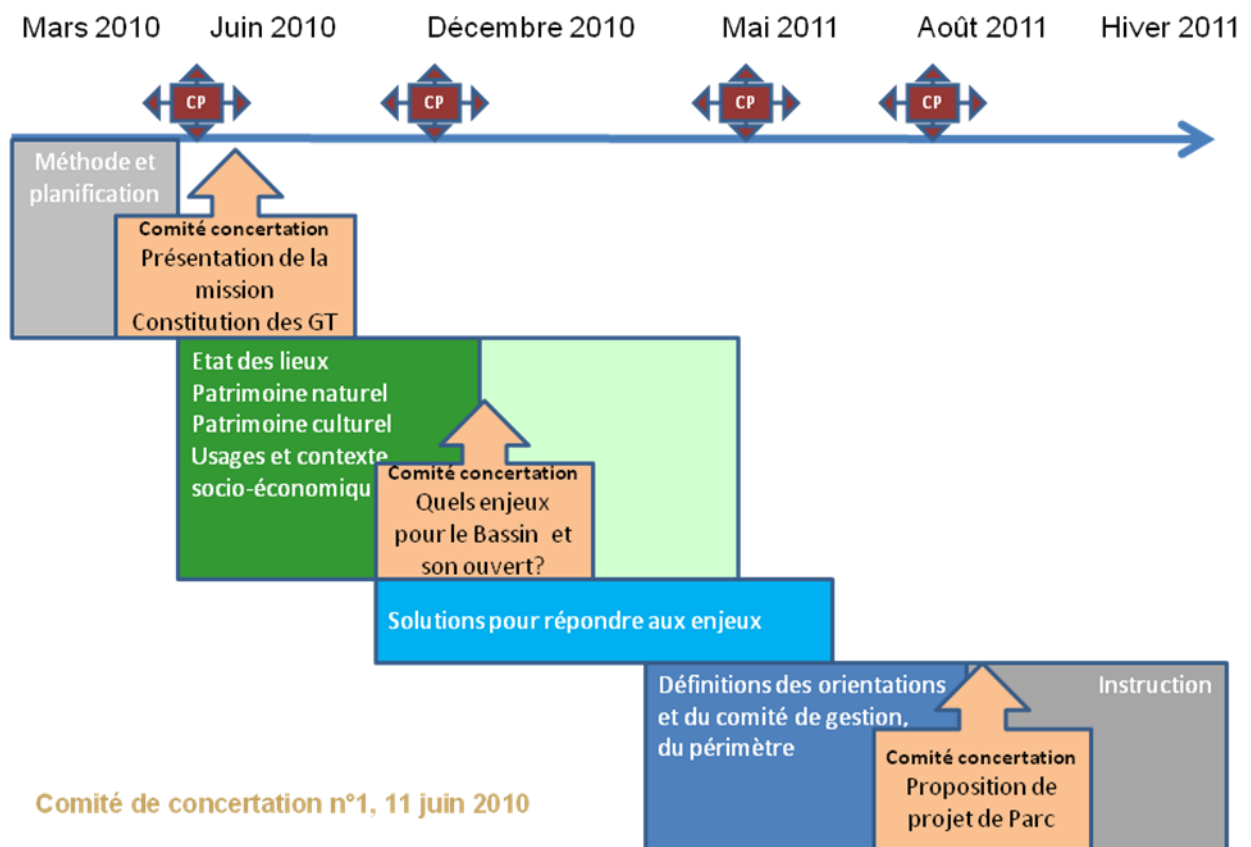 Mars 2010 Juin 2010 Décembre 2010 Mai 2011 Août 2011 Hiver 2011
CP CP CP CP
Méthode et
planification
Comité concertation
Présentation de la
mission
Constitution des GT
Etat des lieux
Patrimoine naturel
Patrimoine culturel
Usages et contexte
socio-économiqu
Comité concertation
Quels enjeux
pour le Bassin et
son ouvert?
Solutions pour répondre aux enjeux
Définitions des orientations
et du comité de gestion,
du périmètre
Instruction
Comité concertation
Proposition de
projet de Parc
Comité de concertation n°1, 11 juin 2010